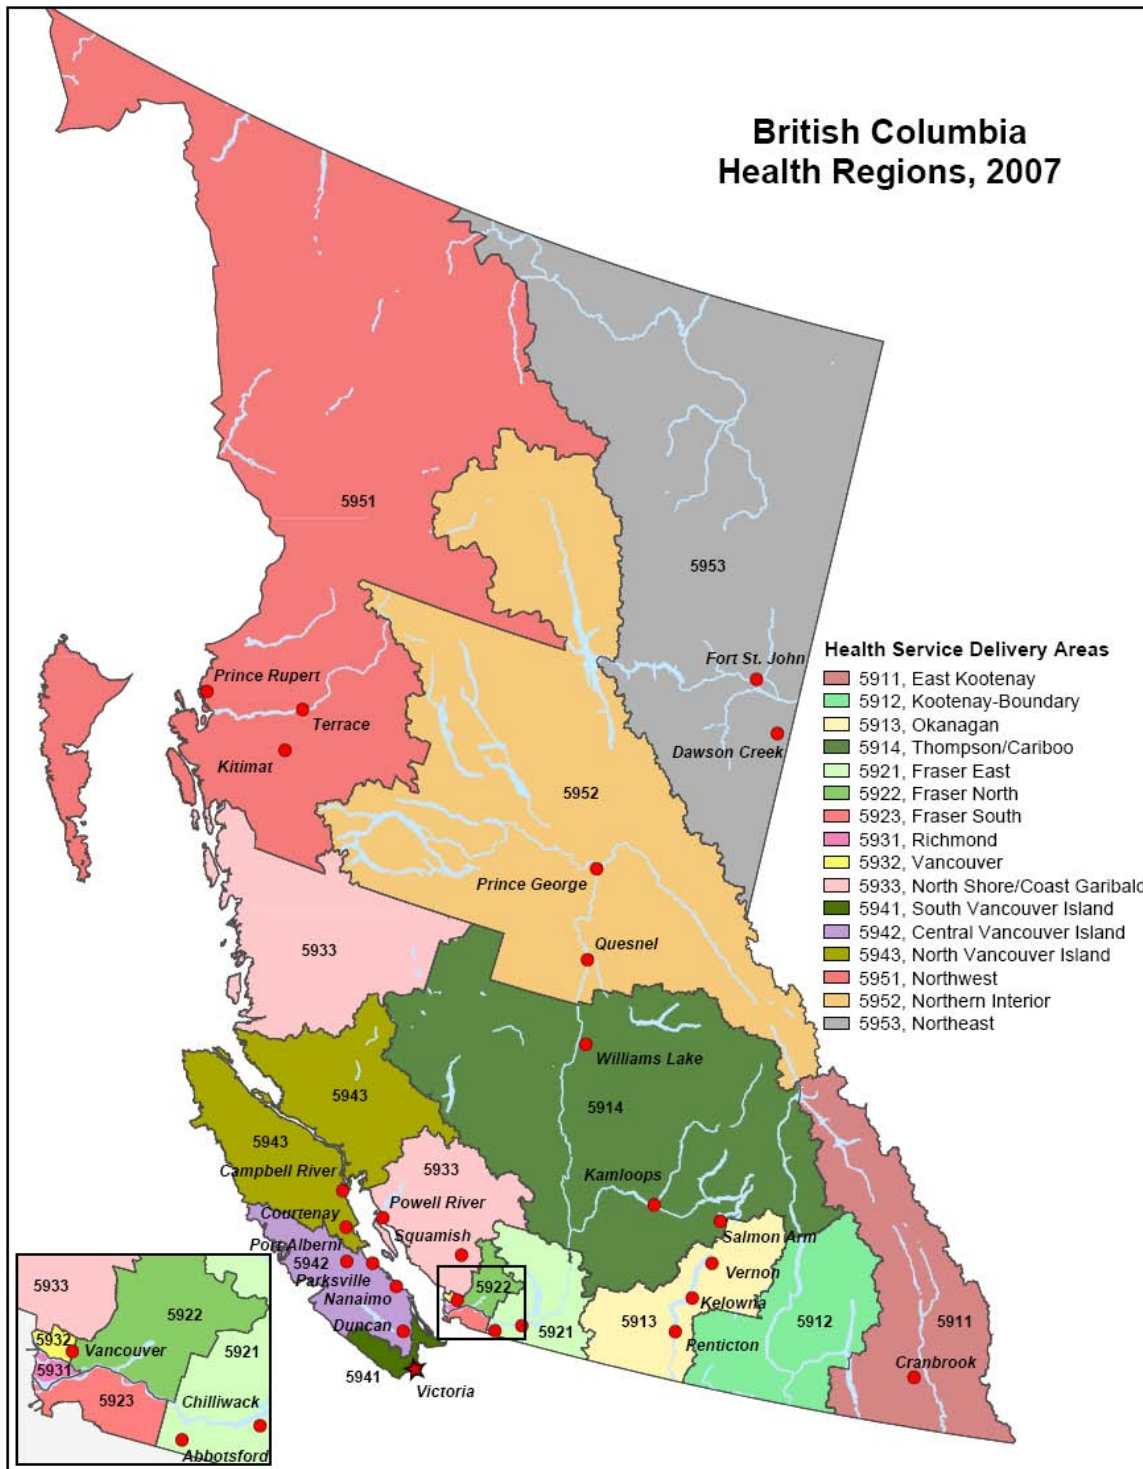 British Columbia
Health Regions, 2007
5951
5953
Fort St. John
Prince Rupert
Terrace
Kitimat
Dawson Creek
5952
Prince George
5933
Quesnel
Williams Lake
5943
5914
5943
5933
Campbell River
Kamloops
Powell River
Courtenay
Salmon Arm
Port Alberni
Squamish
5942
Parksville
5922
Vernon
Nanaimo
Kelowna
Duncan
5921
5913
5912
5911
Penticton
5941
Cranbrook
Victoria
Health Service Delivery Areas
5911, East Kootenay
5912, Kootenay-Boundary
5913, Okanagan
5914, Thompson/Cariboo
5921, Fraser East
5922, Fraser North
5923, Fraser South
5931, Richmond
5932, Vancouver
5933, North Shore/Coast Garibald
5941, South Vancouver Island
5942, Central Vancouver Island
5943, North Vancouver Island
5951, Northwest
5952, Northern Interior
5953, Northeast
5933
5922
5932
Vancouver
5921
5931
5923
Chilliwack
Abbotsford